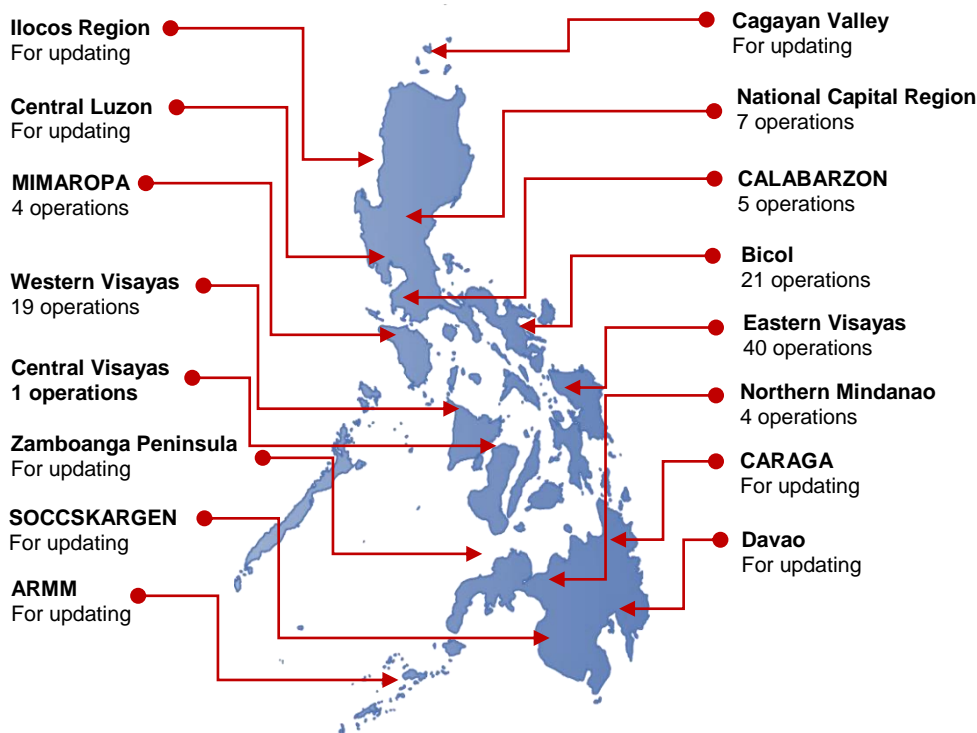 Ilocos Region
For updating
Central Luzon
For updating
MIMAROPA
4 operations
Western Visayas
19 operations
Central Visayas
1 operations
Zamboanga Peninsula
For updating
SOCCSKARGEN
For updating
ARMM
For updating
Cagayan Valley
For updating
National Capital Region
7 operations
CALABARZON
5 operations
Bicol
21 operations
Eastern Visayas
40 operations
Northern Mindanao
4 operations
CARAGA
For updating
Davao
For updating